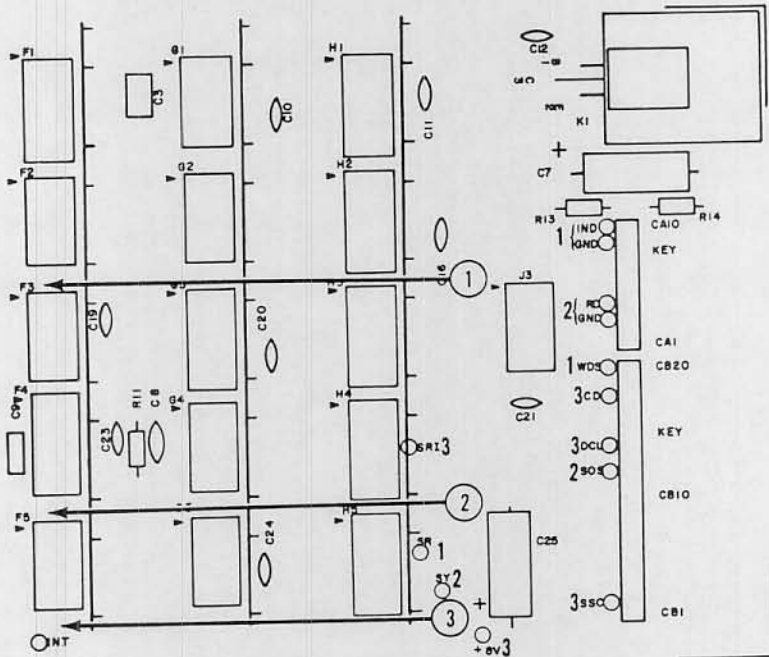 F1
G1
H1
C12
B-
C3
C10
C11
K1
F2
G2
H2
C7
+
R13
R14
1 IND
GND
CA10
KEY
C16
1
F3
J3
C19
C20
2 RD
GND
CA1
1 WDS
CB20
F4
G4
H4
3 CD
C9
C23
R11
C8
C21
SRI 3
3 DCL
KEY
2 SOS
CB10
2
F5
H5
C24
SR 1
C25
SY 2
3 SSC
CB1
+
3
INT
+ 8V 3